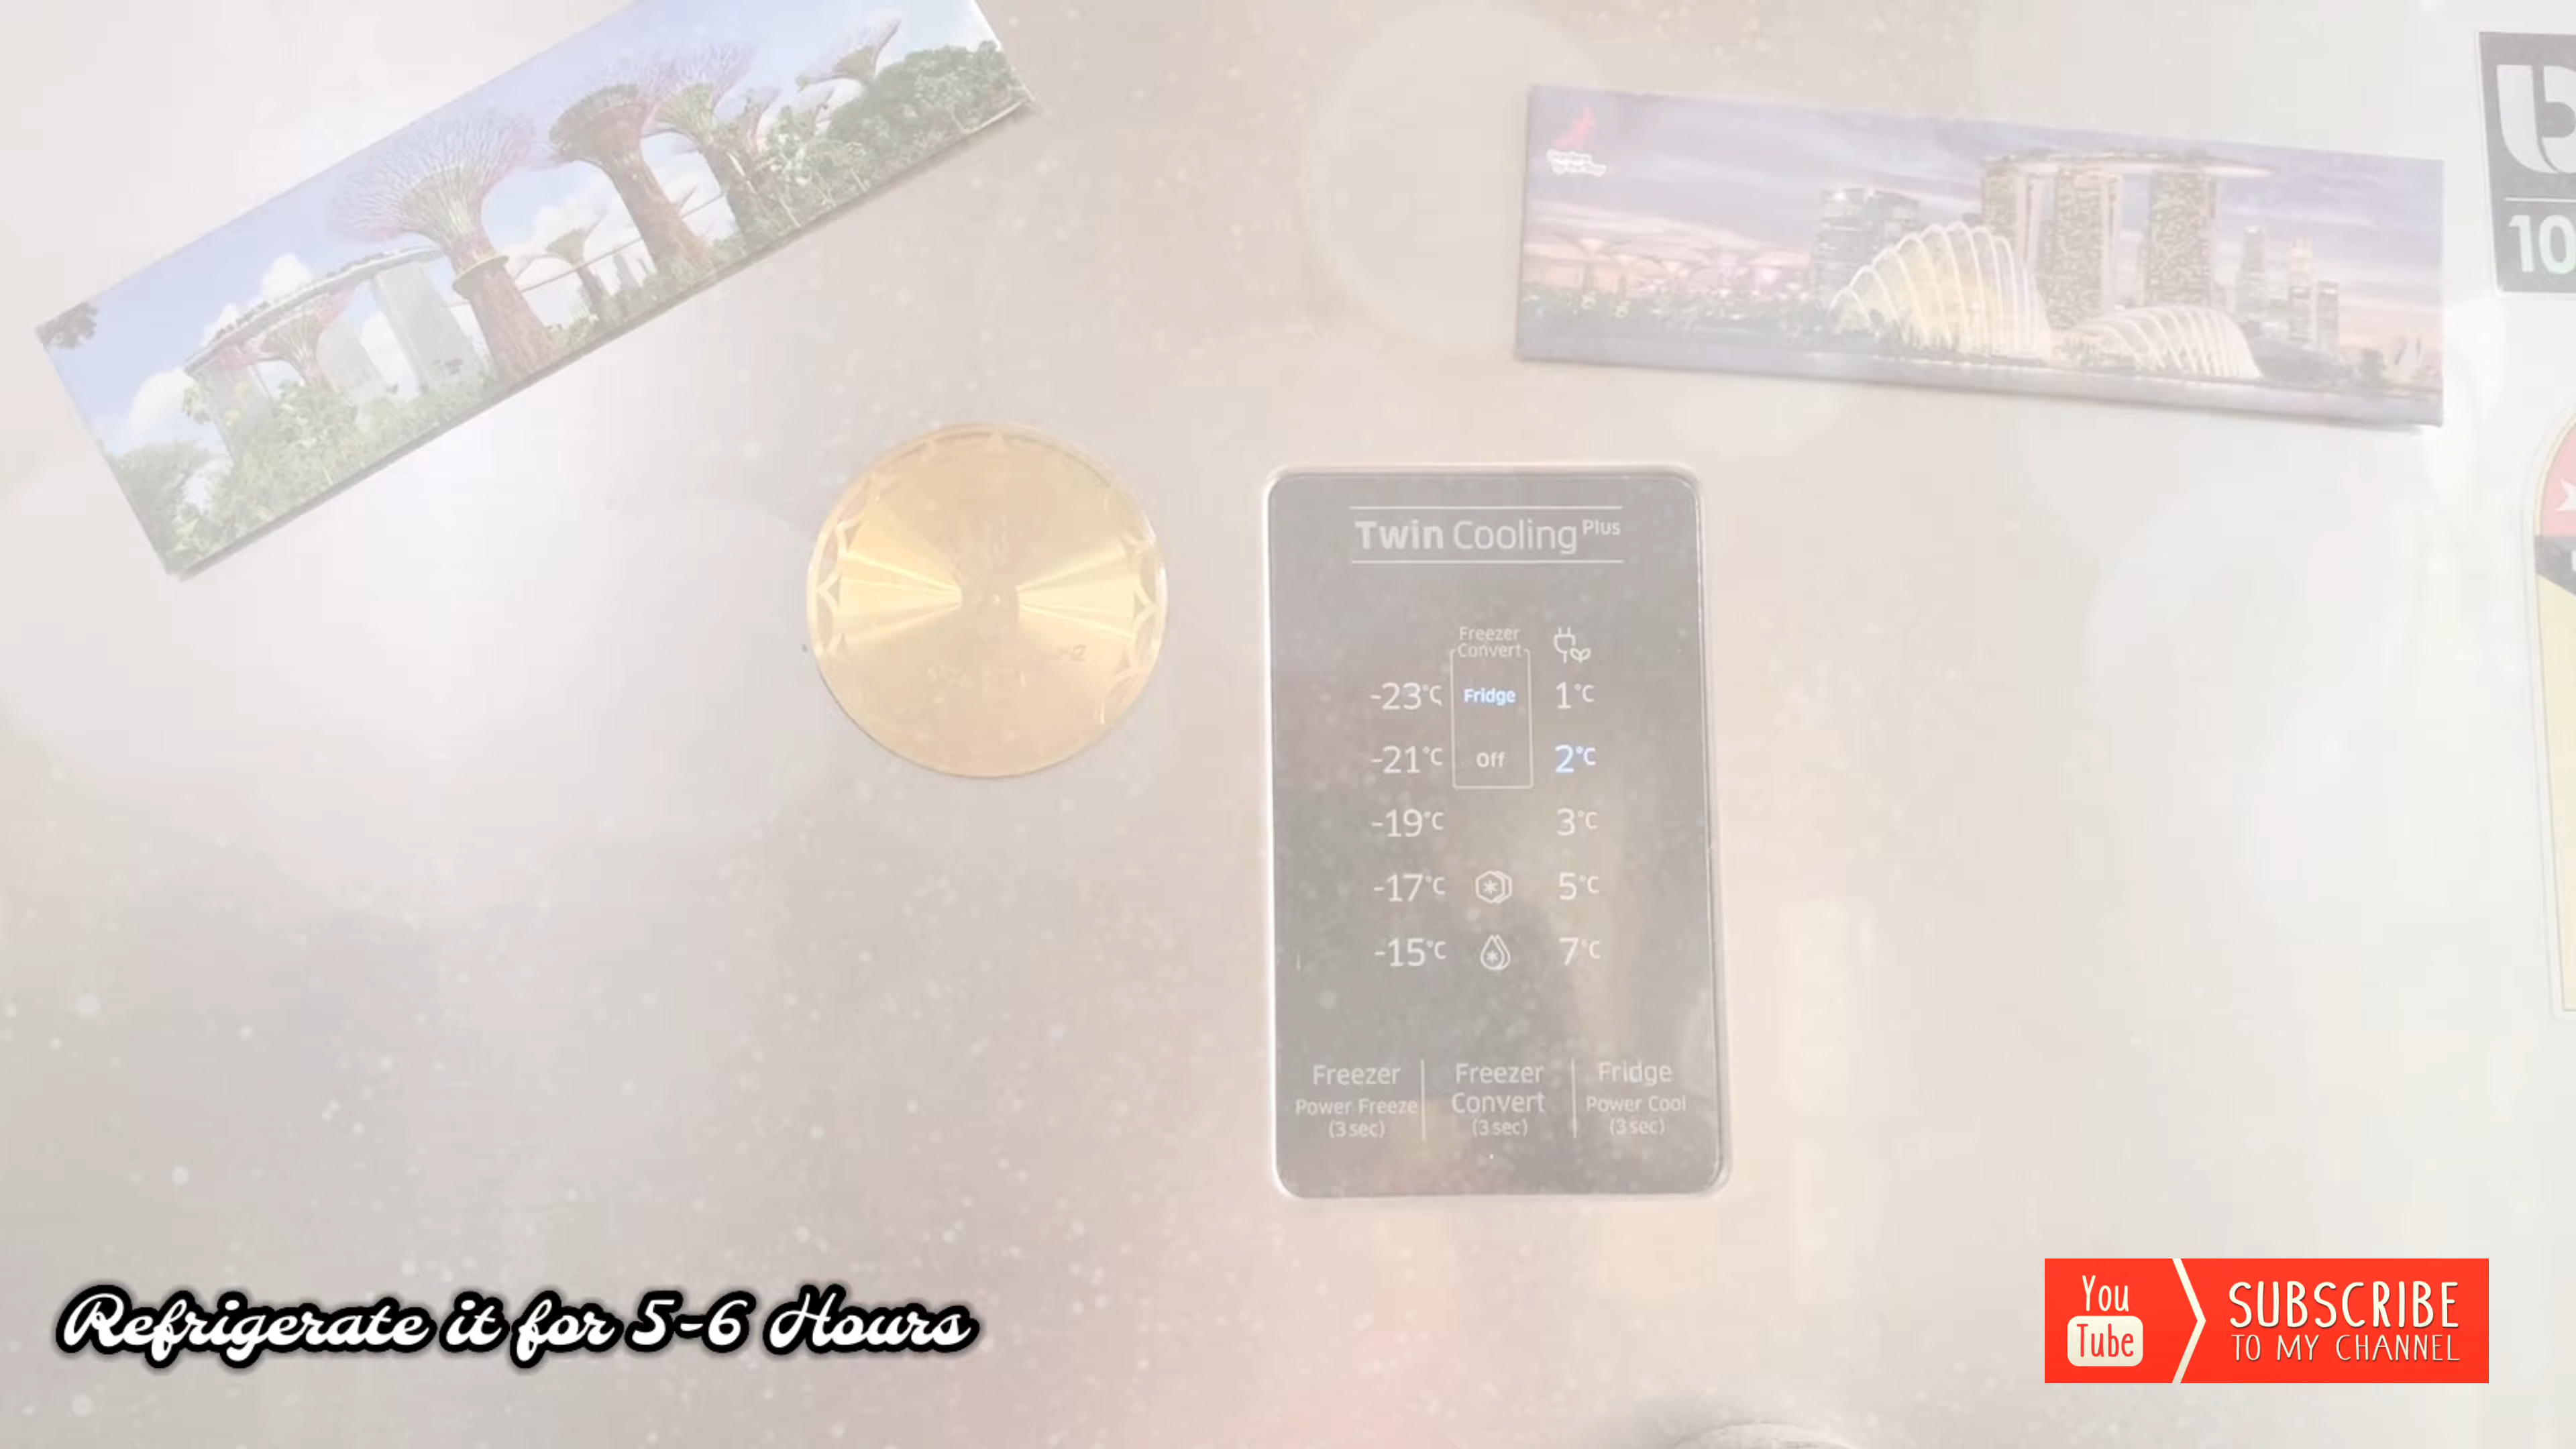 10
Twin Cooling Plus
Freezer
Convert
-23°C Fridge 1°C
-21°C Off 2°C
-19°C 3°C
-17°C 5°C
-15°C 7°C
Freezer
Power Freeze
(3 sec)
Freezer
Convert
(3 sec)
Fridge
Power Cool
(3 sec)
Refrigerate it for 5-6 Hours
You
Tube
SUBSCRIBE
TO MY CHANNEL